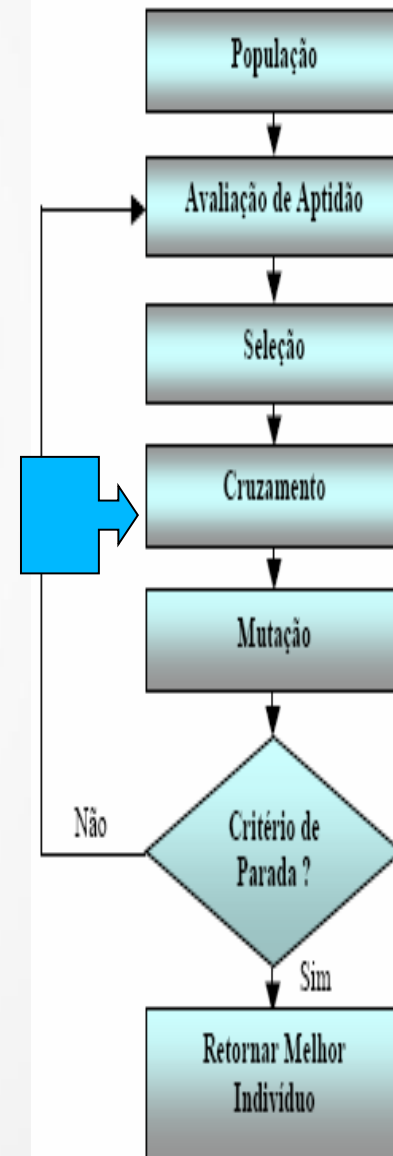 População
Avaliação de Aptidão
Seleção
Cruzamento
Mutação
Critério de
Parada ?
Não
Sim
Retornar Melhor
Indivíduo